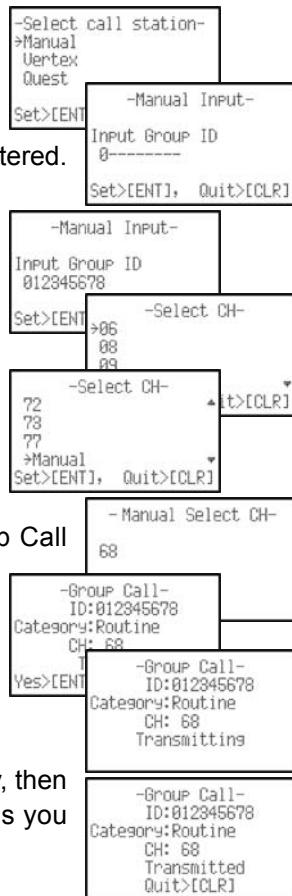 -Select call station-
→Manual
Vertex
Quest
Set>[ENT
-Manual Input-
Input Group ID
0--------
Set>[ENT], Quit>[CLR]
tered.
-Manual Input-
Input Group ID
012345678
Set>[ENT
-Select CH-
→06
08
09
it>[CLR]
-Select CH-
72
73
77
→Manual
Set>[ENT], Quit>[CLR]
-Manual Select CH-
68
p Call
-Group Call-
ID:012345678
Category:Routine
CH: 68
Yes>[ENT
-Group Call-
ID:012345678
Category:Routine
CH: 68
Transmitting
, then
s you
-Group Call-
ID:012345678
Category:Routine
CH: 68
Transmitted
Quit>[CLR]